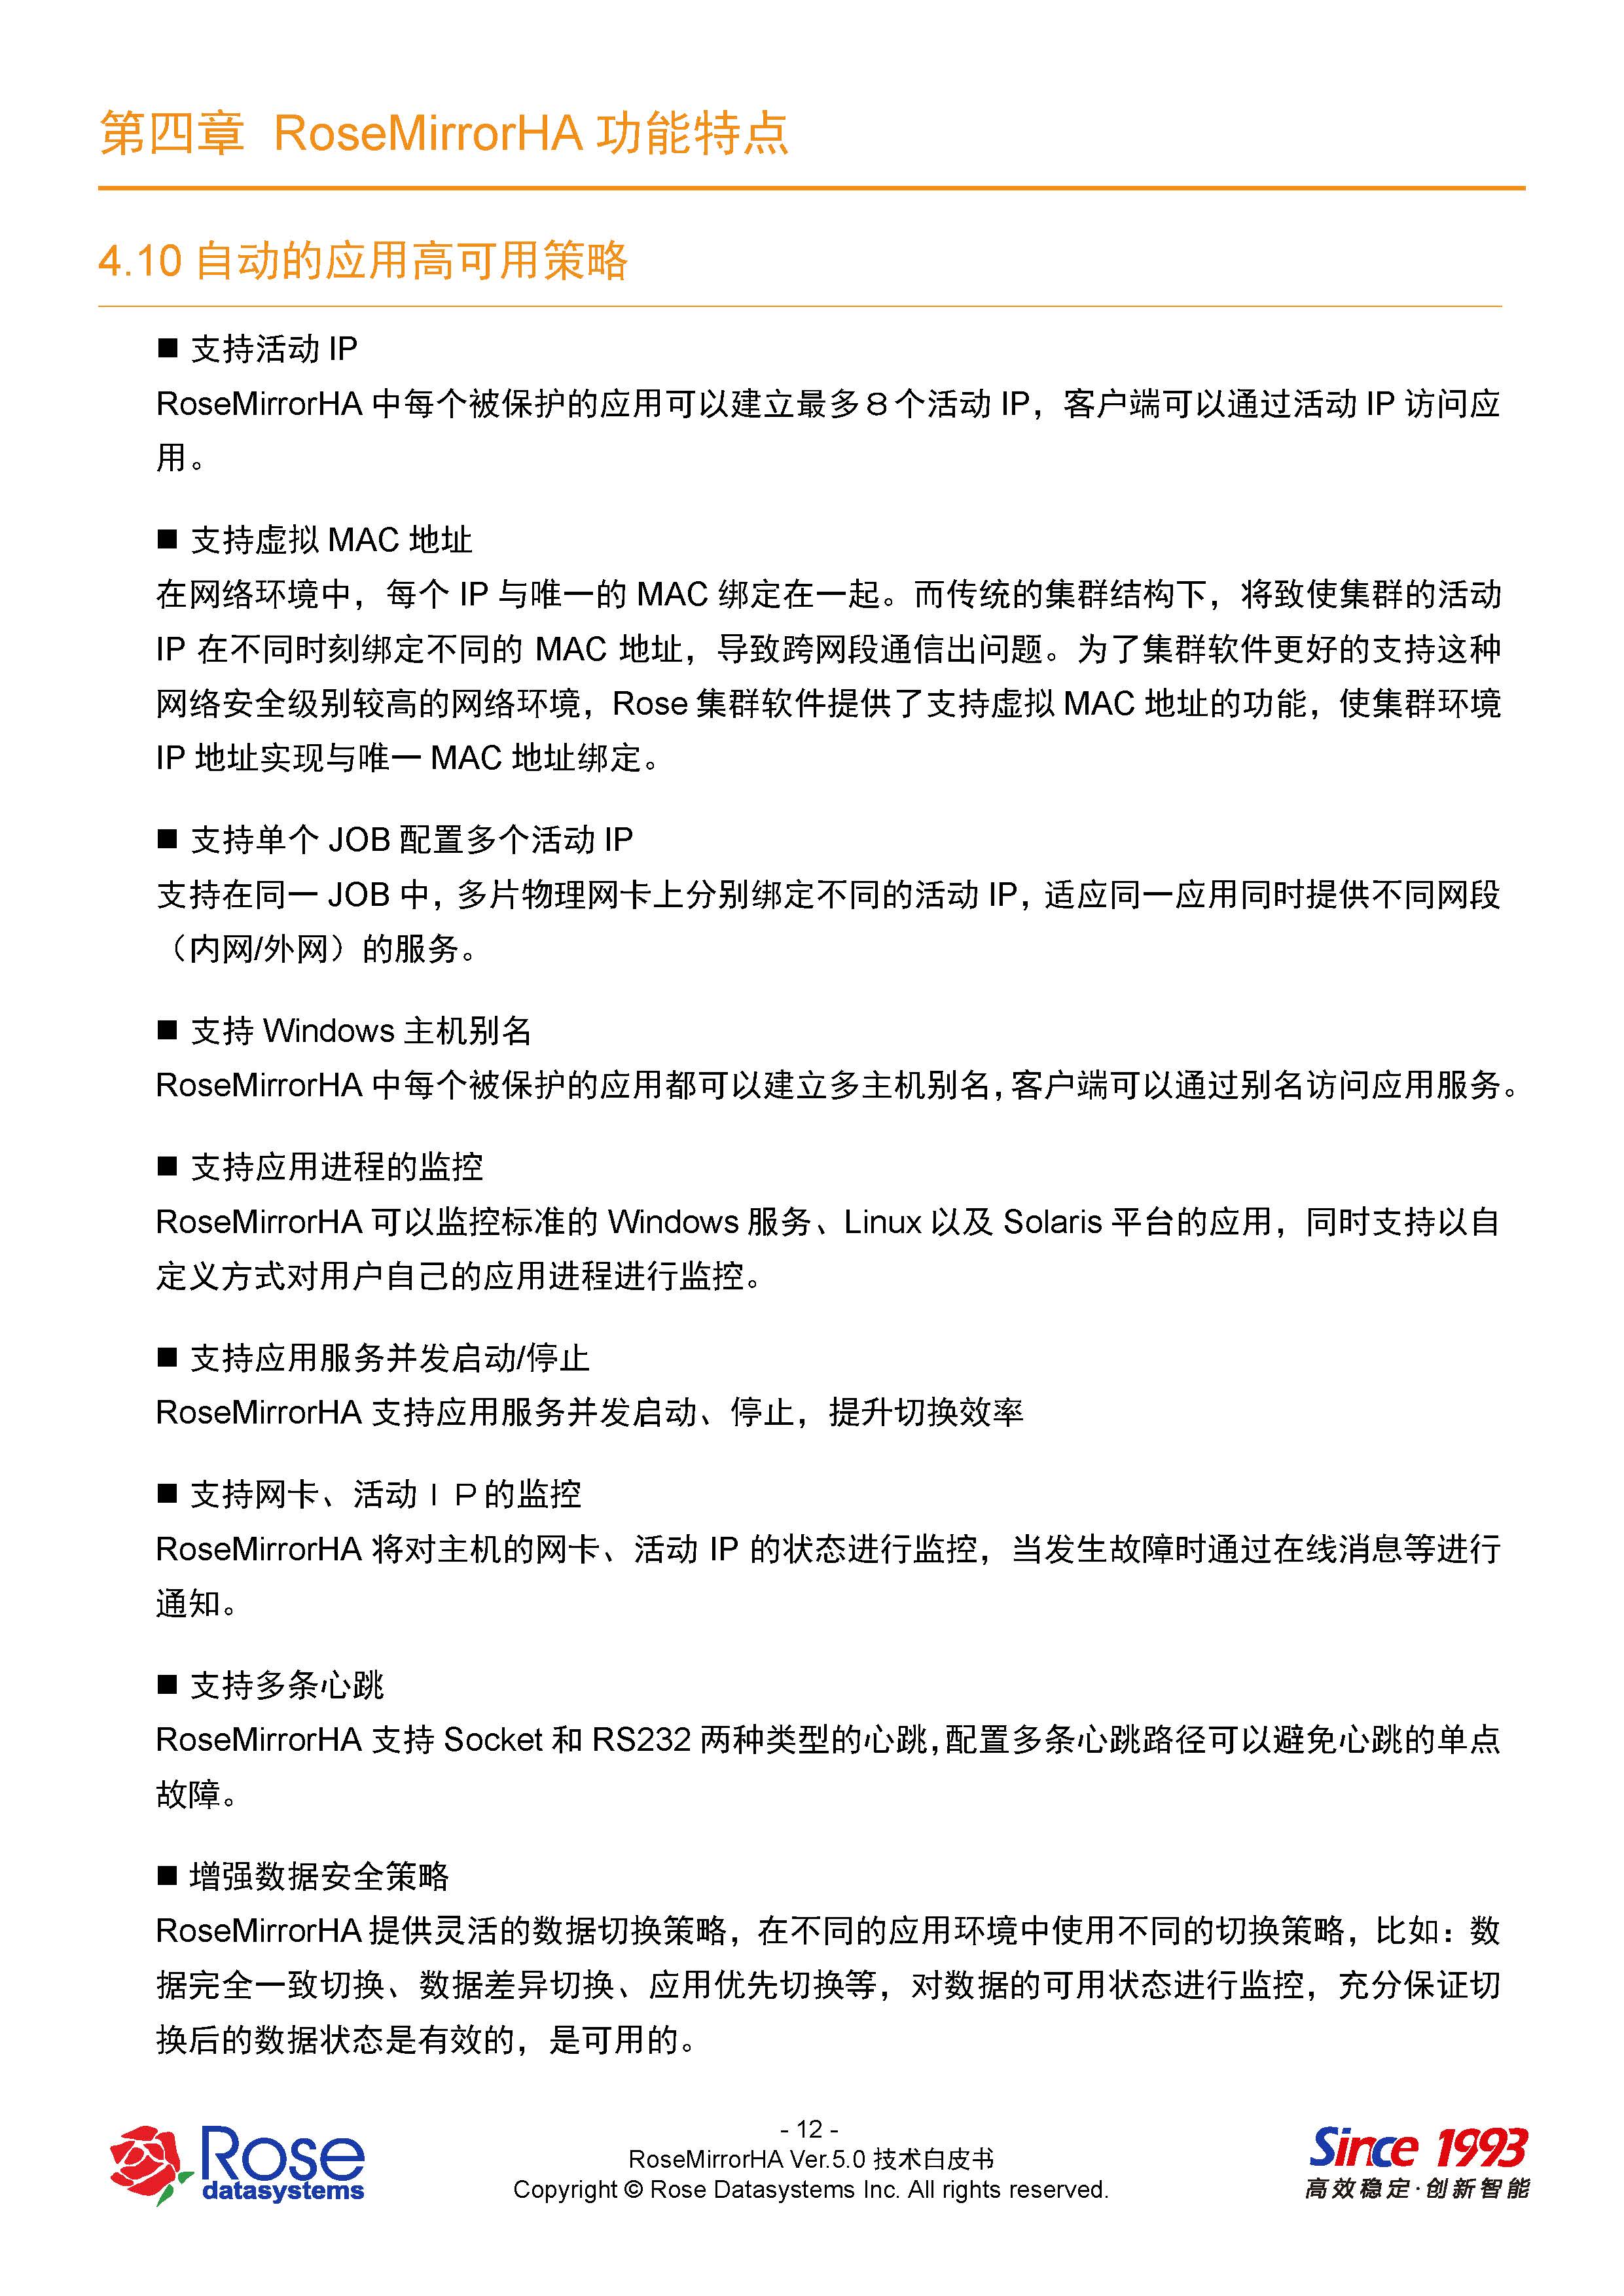 第四章 RoseMirrorHA 功能特点
4.10 自动的应用高可用策略
■ 支持活动 IP
RoseMirrorHA 中每个被保护的应用可以建立最多８个活动 IP，客户端可以通过活动 IP 访问应
用。
■ 支持虚拟 MAC 地址
在网络环境中，每个 IP 与唯一的 MAC 绑定在一起。而传统的集群结构下，将致使集群的活动
IP 在不同时刻绑定不同的 MAC 地址，导致跨网段通信出问题。为了集群软件更好的支持这种
网络安全级别较高的网络环境，Rose 集群软件提供了支持虚拟 MAC 地址的功能，使集群环境
IP 地址实现与唯一 MAC 地址绑定。
■ 支持单个 JOB 配置多个活动 IP
支持在同一 JOB 中，多片物理网卡上分别绑定不同的活动 IP，适应同一应用同时提供不同网段
（内网/外网）的服务。
■ 支持 Windows 主机别名
RoseMirrorHA 中每个被保护的应用都可以建立多主机别名，客户端可以通过别名访问应用服务。
■ 支持应用进程的监控
RoseMirrorHA 可以监控标准的 Windows 服务、Linux 以及 Solaris 平台的应用，同时支持以自
定义方式对用户自己的应用进程进行监控。
■ 支持应用服务并发启动/停止
RoseMirrorHA 支持应用服务并发启动、停止，提升切换效率
■ 支持网卡、活动ＩＰ的监控
RoseMirrorHA 将对主机的网卡、活动 IP 的状态进行监控，当发生故障时通过在线消息等进行
通知。
■ 支持多条心跳
RoseMirrorHA 支持 Socket 和 RS232 两种类型的心跳，配置多条心跳路径可以避免心跳的单点
故障。
■ 增强数据安全策略
RoseMirrorHA 提供灵活的数据切换策略，在不同的应用环境中使用不同的切换策略，比如：数
据完全一致切换、数据差异切换、应用优先切换等，对数据的可用状态进行监控，充分保证切
换后的数据状态是有效的，是可用的。
Rose
datasystems
- 12 -
RoseMirrorHA Ver.5.0 技术白皮书
Copyright © Rose Datasystems Inc. All rights reserved.
Since 1993
高效稳定·创新智能